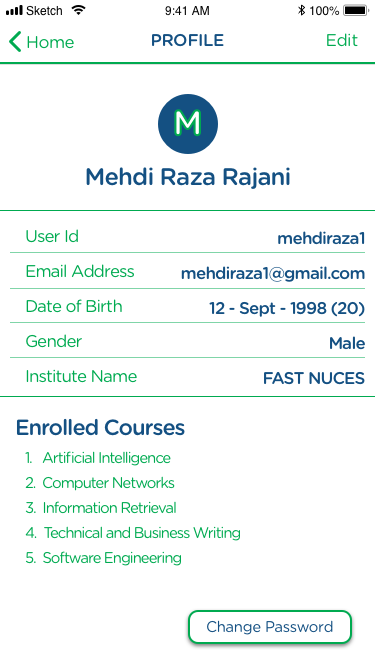 Sketch 9:41 AM 100%
Home PROFILE Edit
M
Mehdi Raza Rajani
User Id mehdiraza1
Email Address mehdiraza1@gmail.com
Date of Birth 12 - Sept - 1998 (20)
Gender Male
Institute Name FAST NUCES
Enrolled Courses
1. Artificial Intelligence
2. Computer Networks
3. Information Retrieval
4. Technical and Business Writing
5. Software Engineering
Change Password